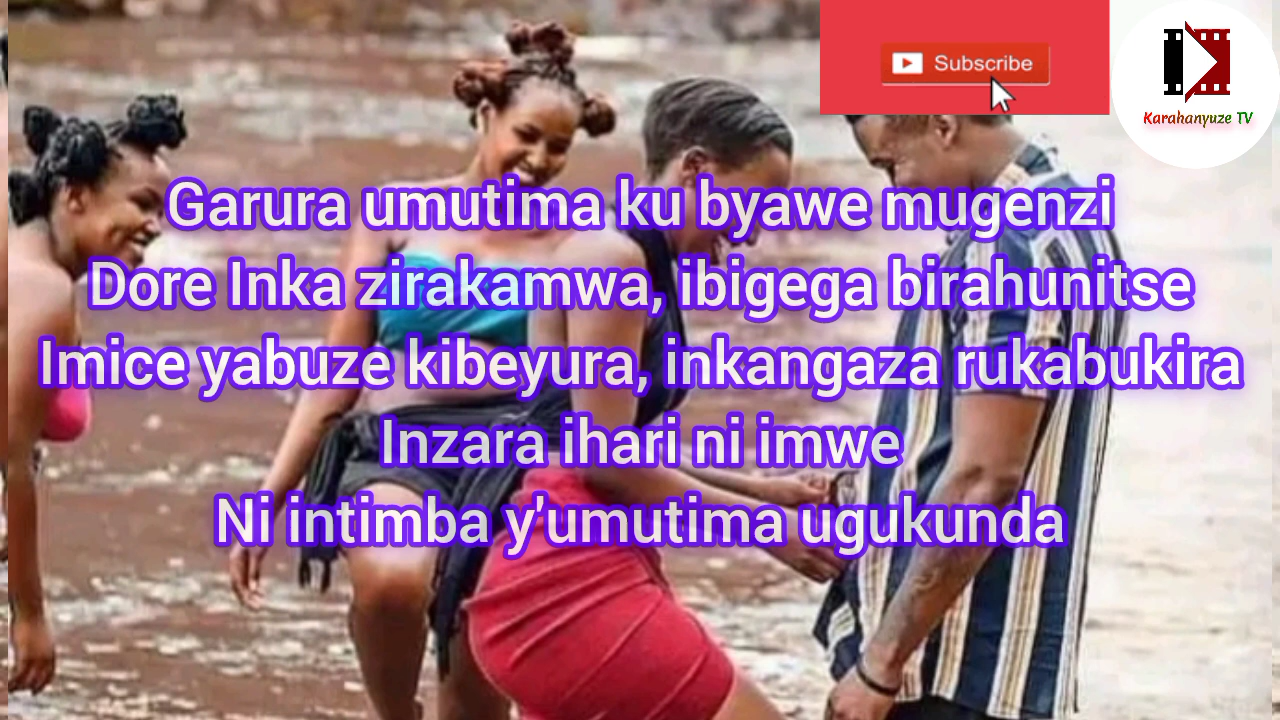 Subscribe
Karahanyuze TV
Garura umutima ku byawe mugenzi
Dore Inka zirakamwa, ibigega birahunitse
Imice yabuze kibeyura, inkangaza rukabukira
Inzara ihari ni imwe
Ni intimba y'umutima ugukunda